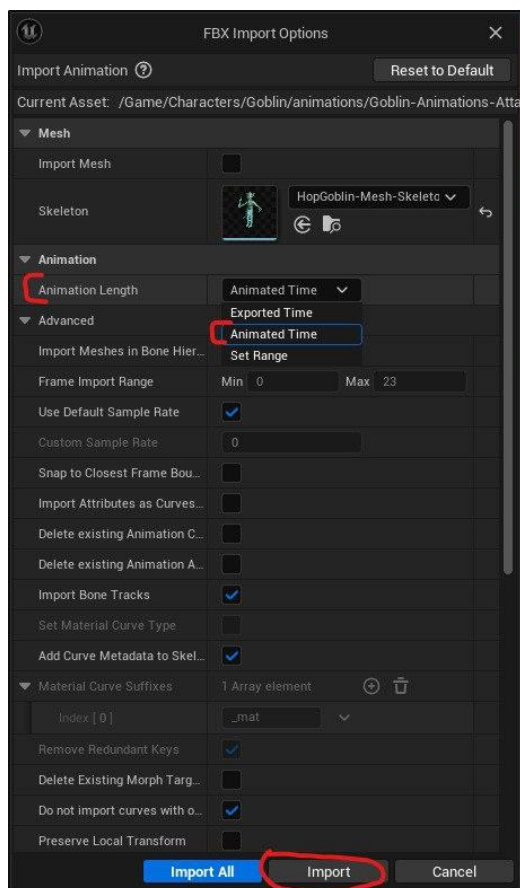 FBX Import Options
Import Animation ? Reset to Default
Current Asset: /Game/Characters/Goblin/animations/Goblin-Animations-Atta
Mesh
Import Mesh
Skeleton HopGoblin-Mesh-Skeletc
Animation
Animation Length Animated Time
Exported Time
Advanced
Animated Time
Import Meshes in Bone Hier...
Set Range
Frame Import Range Min 0 Max 23
Use Default Sample Rate
Custom Sample Rate 0
Snap to Closest Frame Bou...
Import Attributes as Curves...
Delete existing Animation C...
Delete existing Animation A...
Import Bone Tracks
Set Material Curve Type
Add Curve Metadata to Skel...
Material Curve Suffixes 1 Array element
Index [ 0 ] _mat
Remove Redundant Keys
Delete Existing Morph Targ...
Do not import curves with o...
Preserve Local Transform
Import All Import Cancel